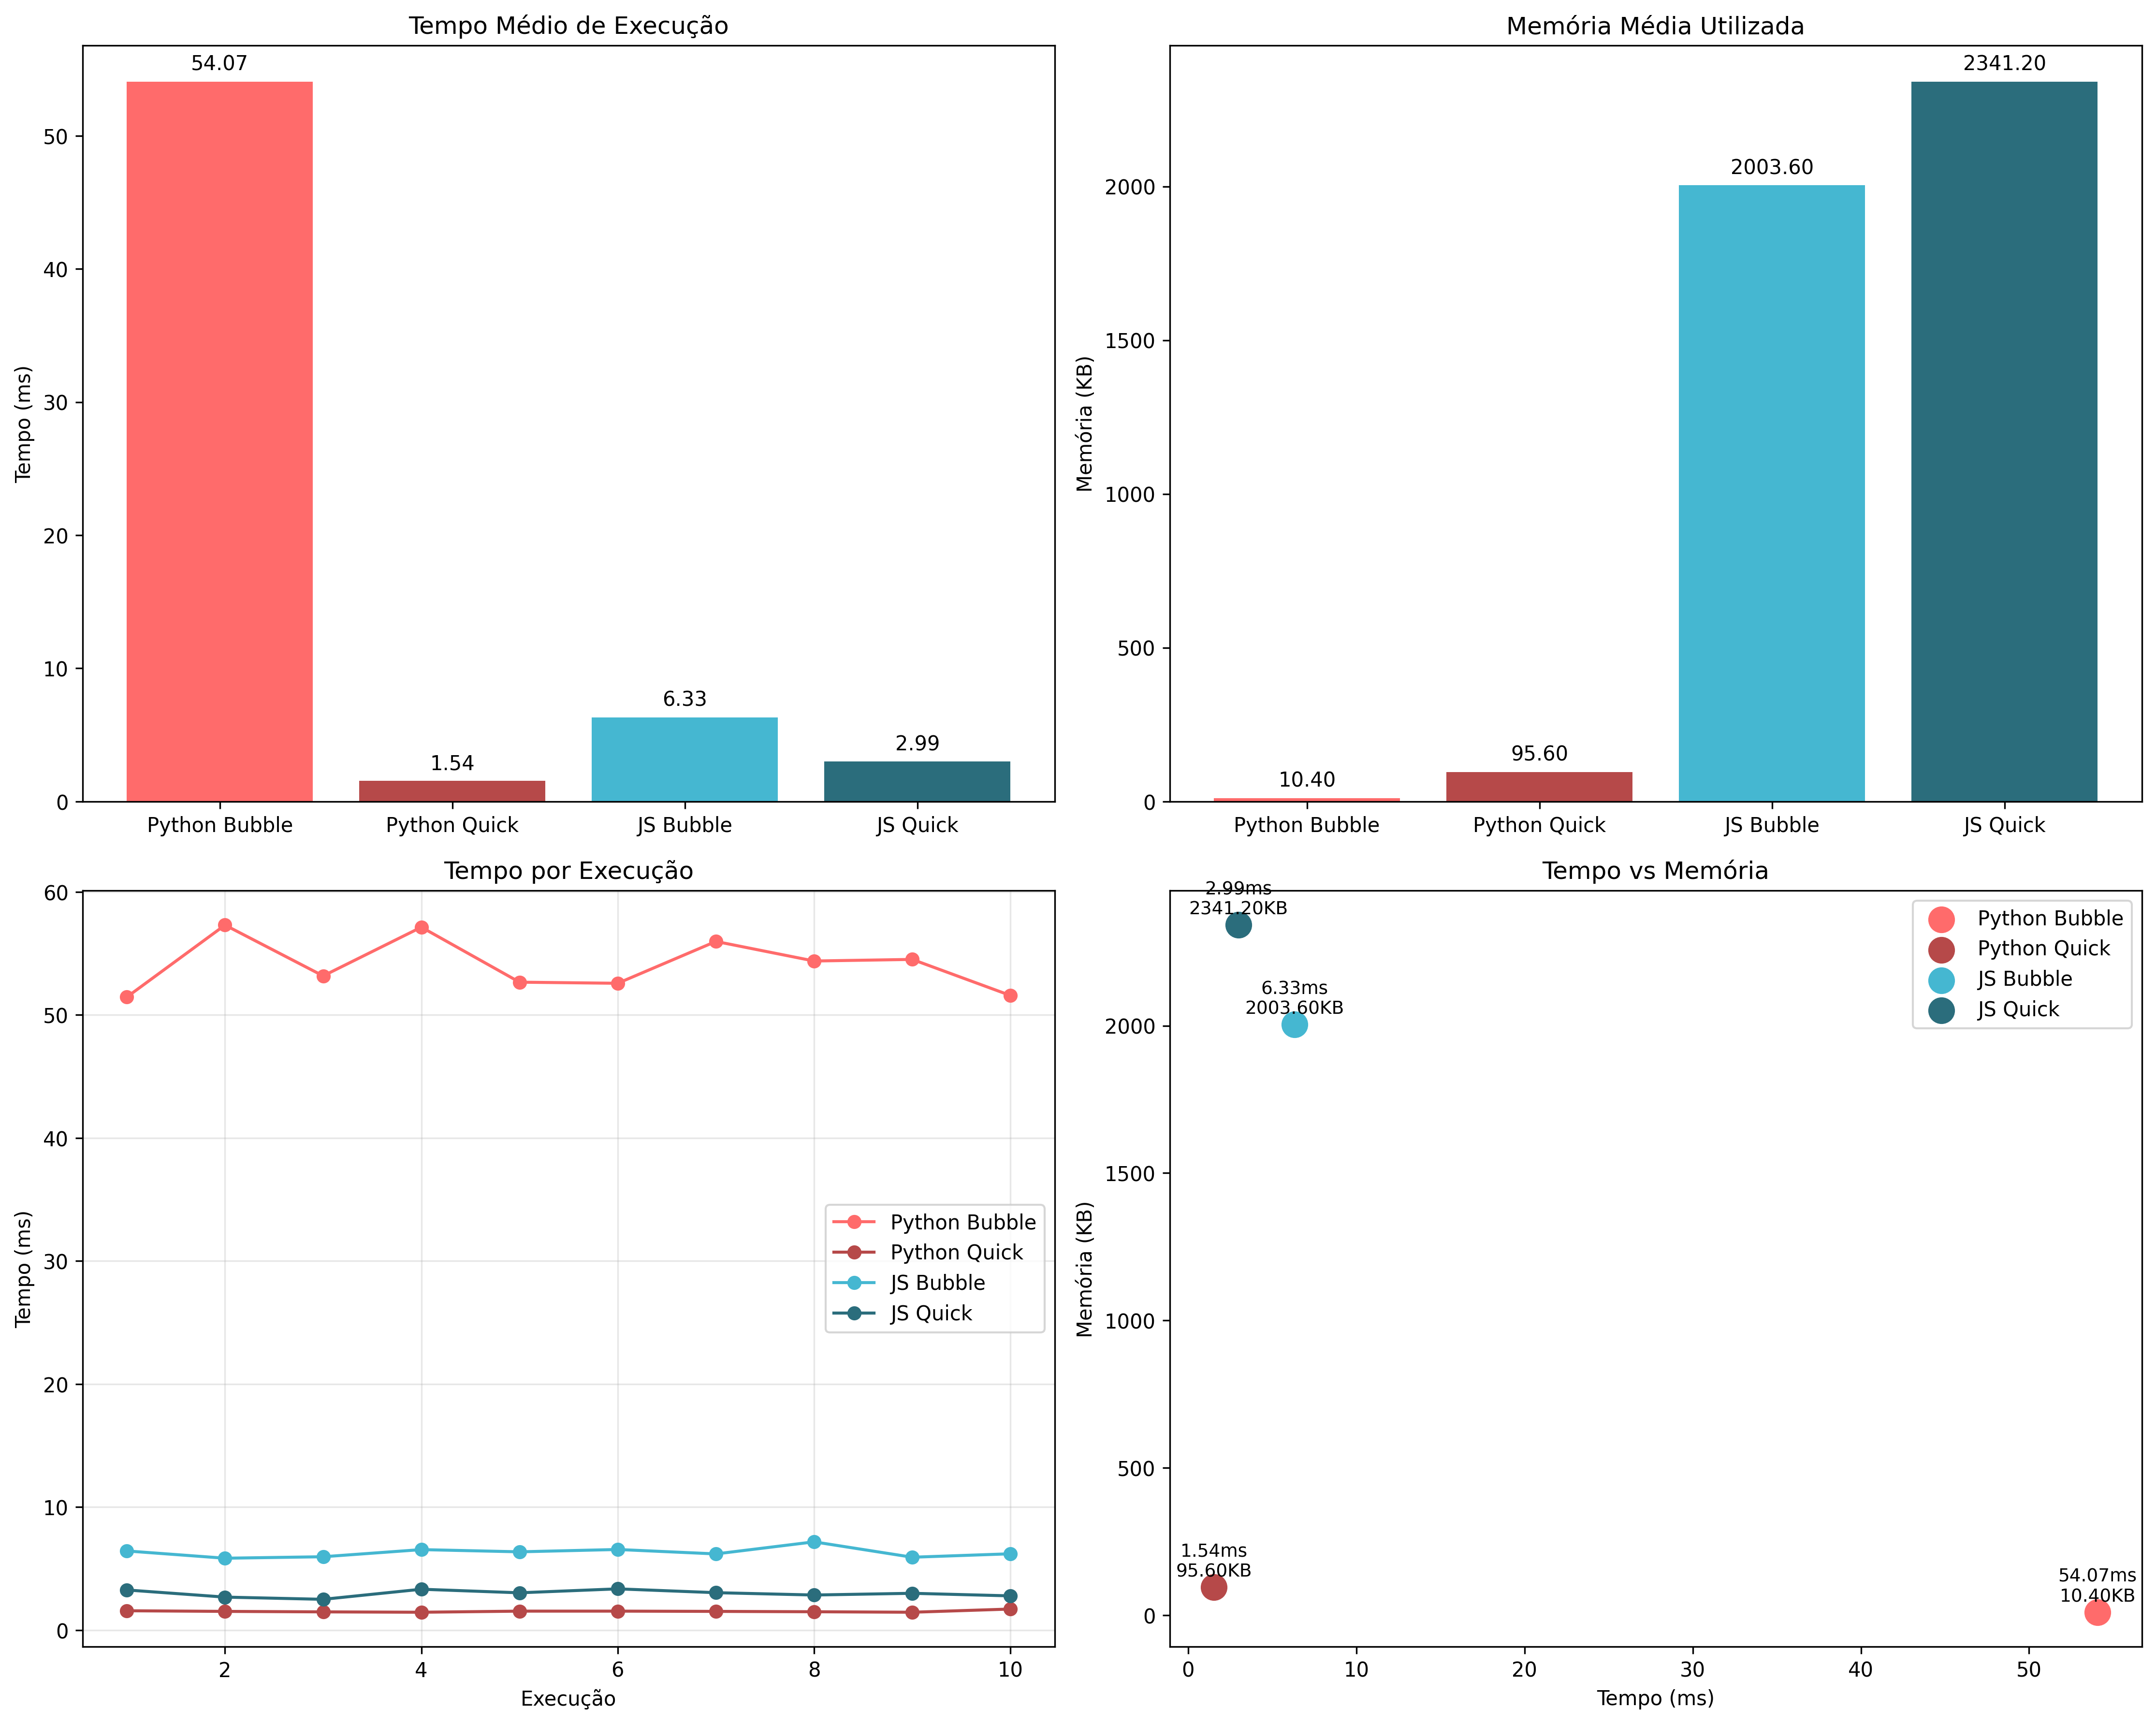 Tempo Médio de Execução
Tempo (ms)
50
40
30
20
10
0
54.07
1.54
6.33
2.99
Python Bubble
Python Quick
JS Bubble
JS Quick
Memória Média Utilizada
Memória (KB)
2000
1500
1000
500
0
10.40
95.60
2003.60
2341.20
Python Bubble
Python Quick
JS Bubble
JS Quick
Tempo por Execução
Tempo (ms)
60
50
40
30
20
10
0
Python Bubble
Python Quick
JS Bubble
JS Quick
2
4
6
8
10
Execução
Tempo vs Memória
Memória (KB)
2000
1500
1000
500
0
2.99ms
2341.20KB
6.33ms
2003.60KB
1.54ms
95.60KB
54.07ms
10.40KB
Python Bubble
Python Quick
JS Bubble
JS Quick
0
10
20
30
40
50
Tempo (ms)